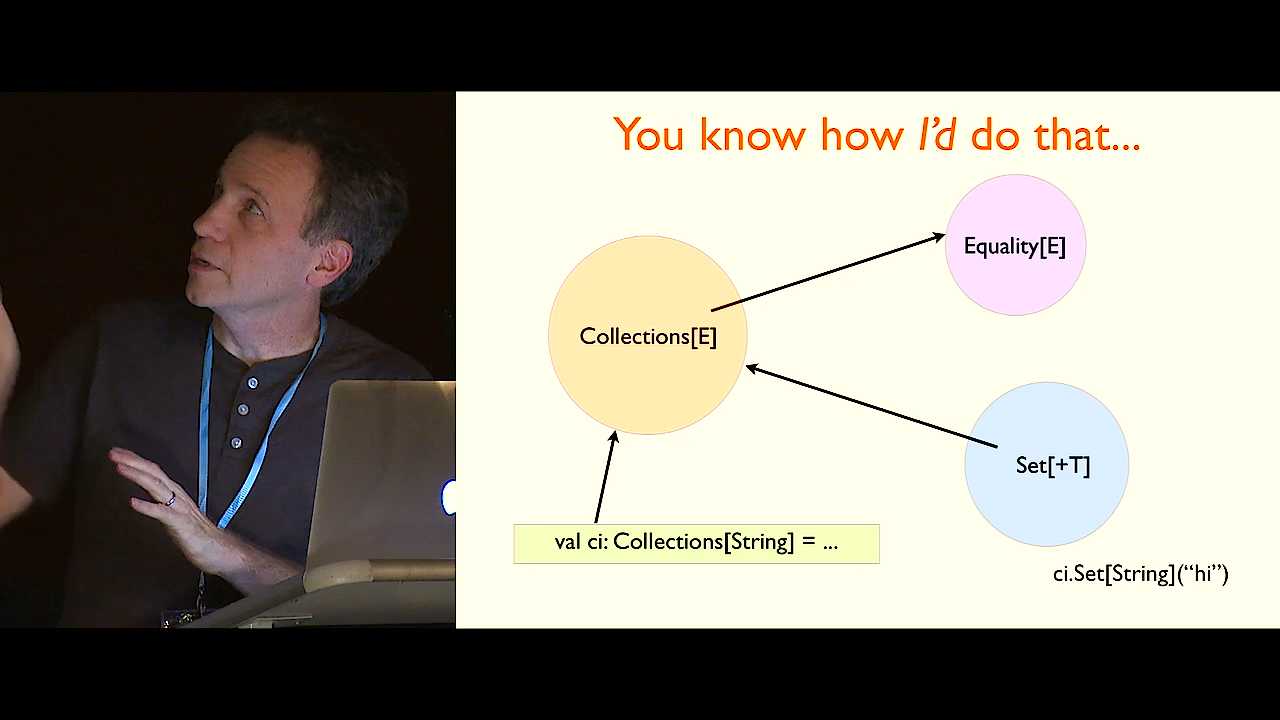 You know how I’d do that...
Equality[E]
Collections[E]
Set[+T]
val ci: Collections[String] = ...
ci.Set[String](“hi”)